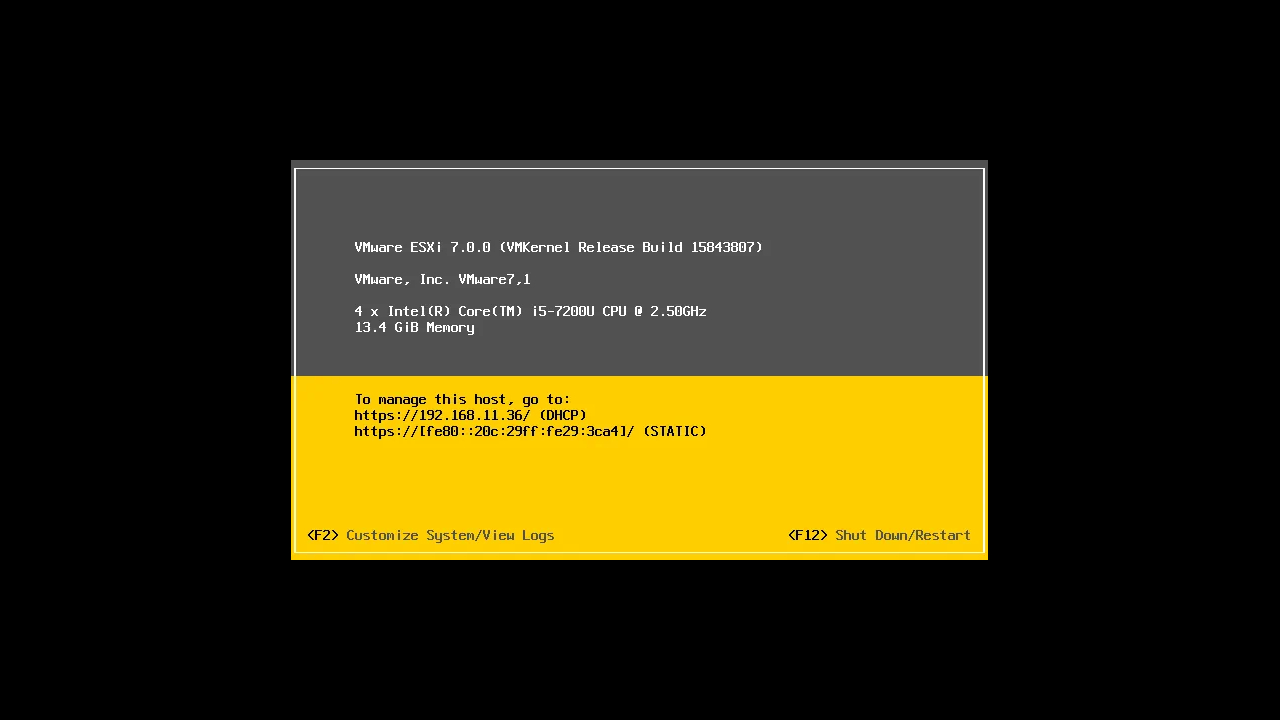 VMware ESXi 7.0.0 (VMKernel Release Build 15843807)
VMware, Inc. VMware7,1
4 x Intel(R) Core(TM) i5-7200U CPU @ 2.50GHz
13.4 GiB Memory
To manage this host, go to:
https://192.168.11.36/ (DHCP)
https://[fe80::20c:29ff:fe29:3ca4]/ (STATIC)
<F2> Customize System/View Logs
<F12> Shut Down/Restart